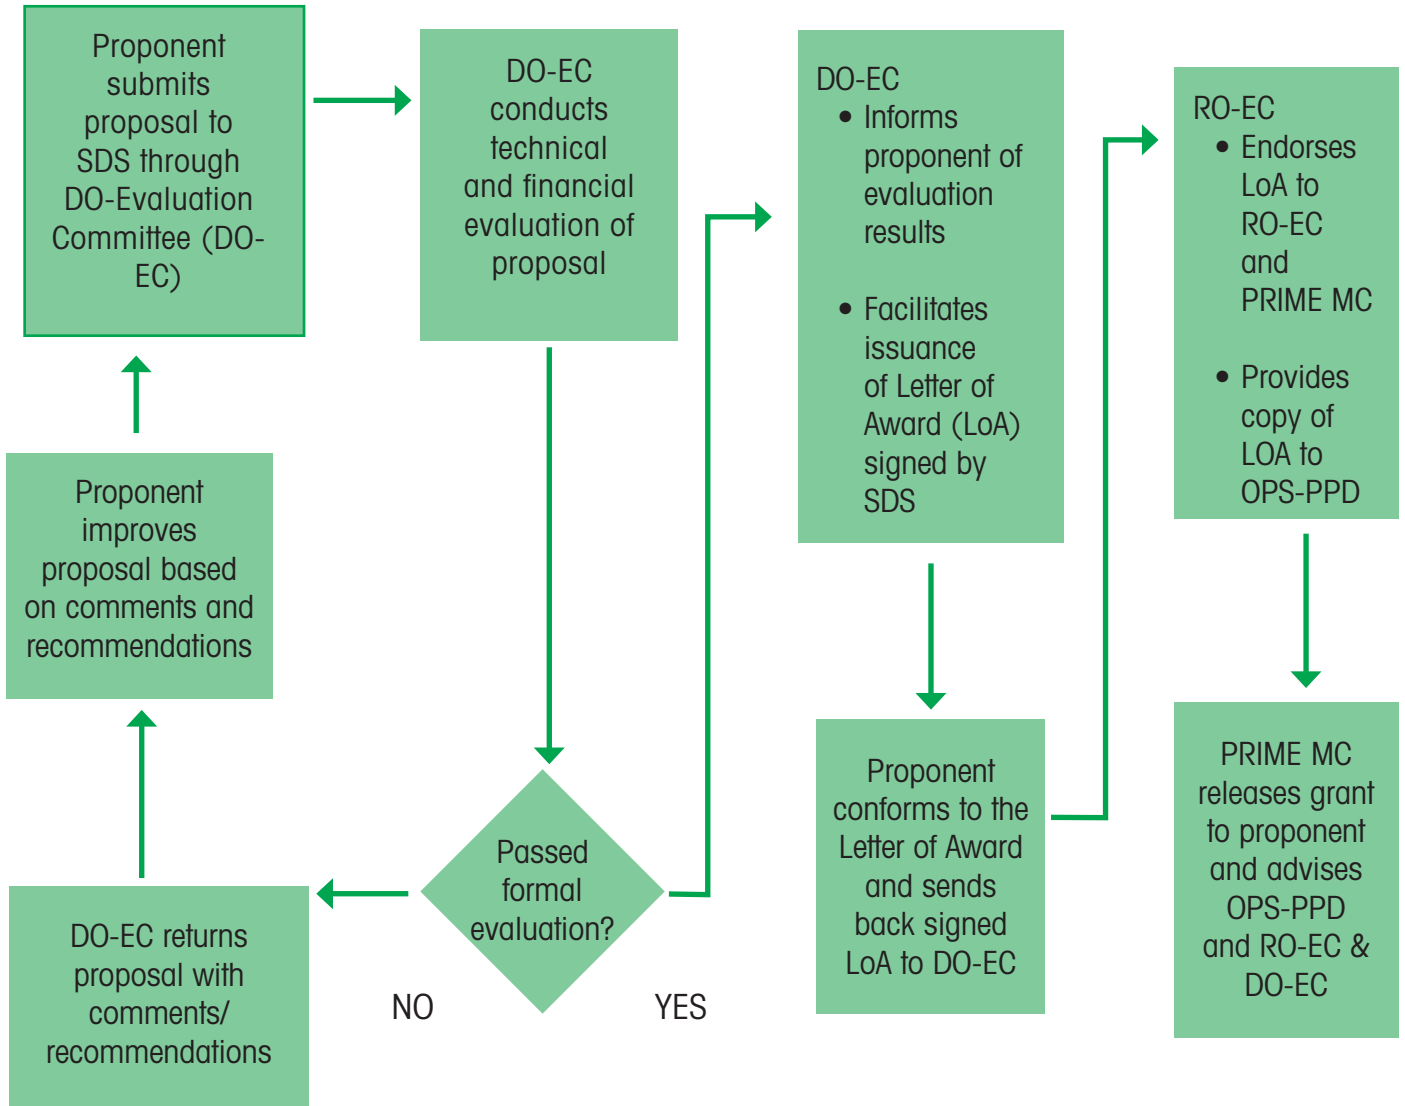 Proponent
submits
proposal to
SDS through
DO-Evaluation
Committee (DO-
EC)
DO-EC
conducts
technical
and financial
evaluation of
proposal
Passed
formal
evaluation?
NO
YES
DO-EC returns
proposal with
comments/
recommendations
Proponent
improves
proposal based
on comments and
recommendations
DO-EC
• Informs
proponent of
evaluation
results
• Facilitates
issuance
of Letter of
Award (LoA)
signed by
SDS
Proponent
conforms to the
Letter of Award
and sends
back signed
LoA to DO-EC
RO-EC
• Endorses
LoA to
RO-EC
and
PRIME MC
• Provides
copy of
LOA to
OPS-PPD
PRIME MC
releases grant
to proponent
and advises
OPS-PPD
and RO-EC &
DO-EC